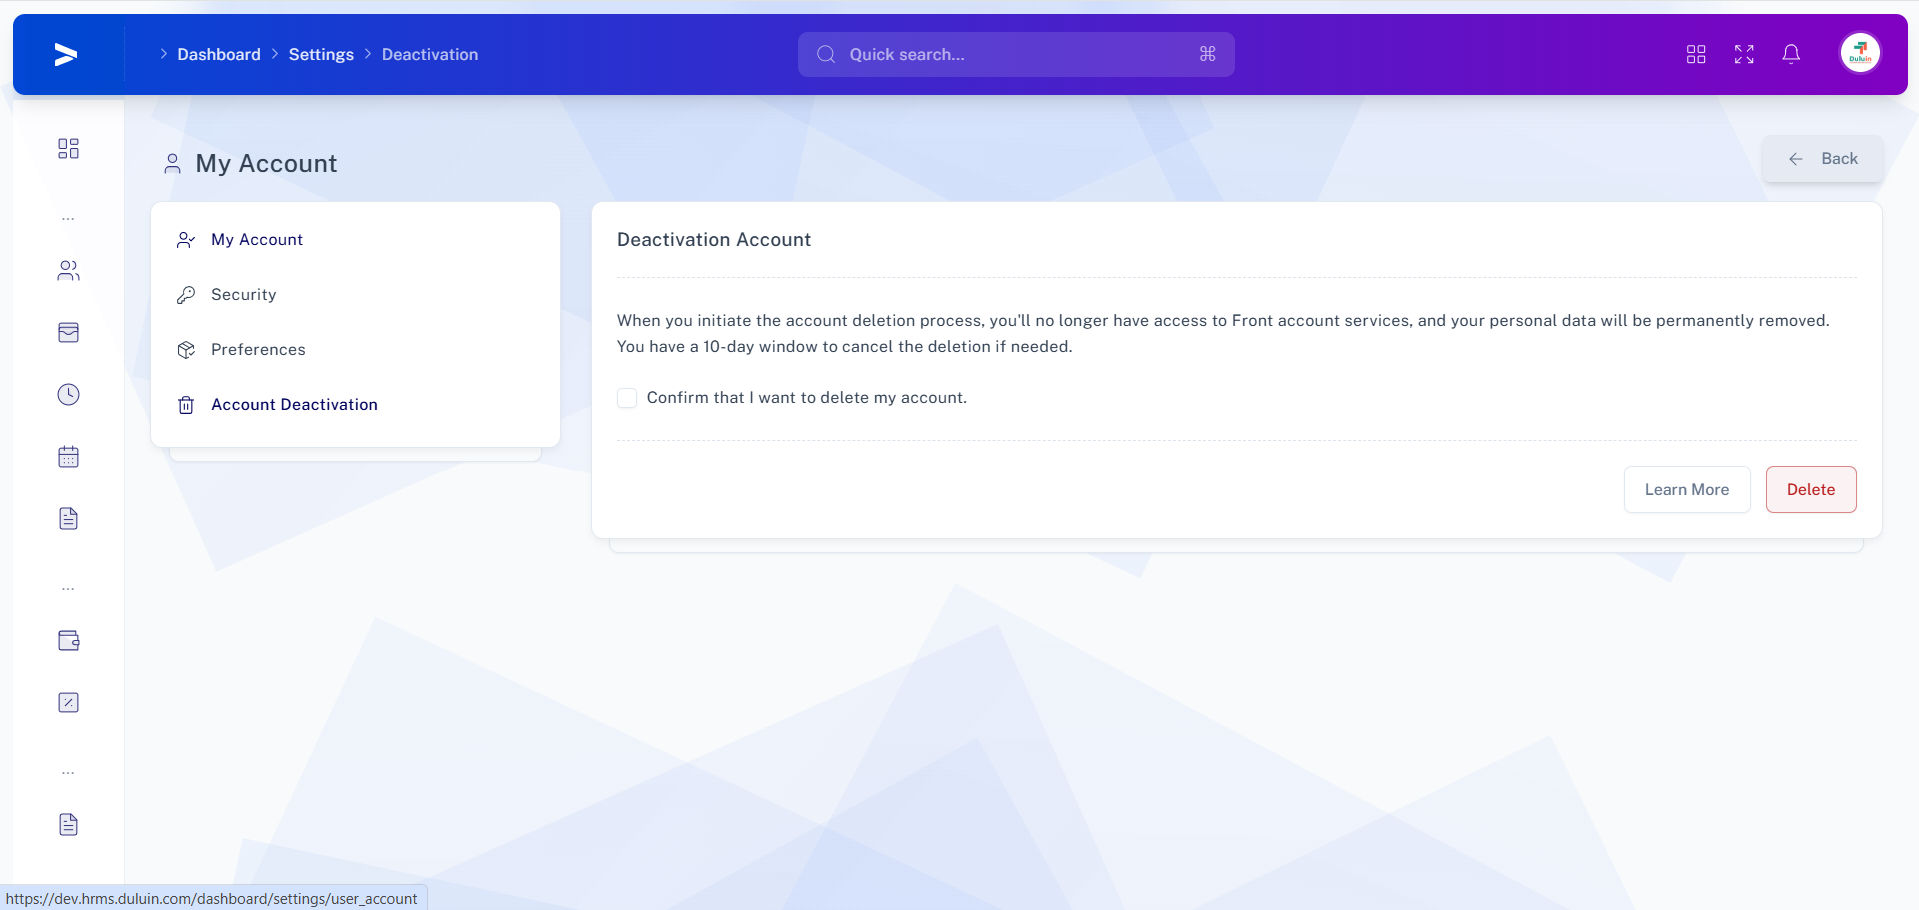 Dashboard
Settings
Deactivation
Quick search...
⌘
Duluin
My Account
Back
...
My Account
Security
Preferences
Account Deactivation
Deactivation Account
When you initiate the account deletion process, you'll no longer have access to Front account services, and your personal data will be permanently removed.
You have a 10-day window to cancel the deletion if needed.
Confirm that I want to delete my account.
Learn More
Delete
...
...
https://dev.hrms.duluin.com/dashboard/settings/user_account